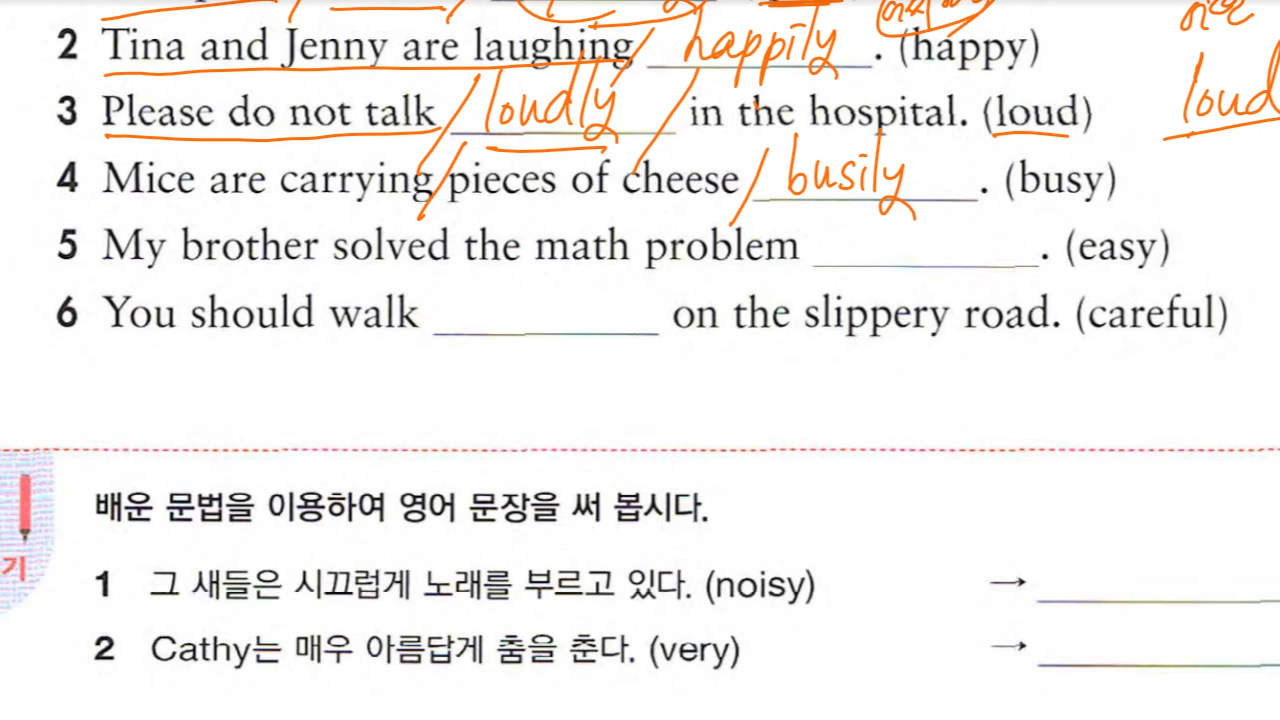 2 Tina and Jenny are laughing happily . (happy)
nice
3 Please do not talk loudly in the hospital. (loud)
loud
4 Mice are carrying pieces of cheese busily . (busy)
5 My brother solved the math problem . (easy)
6 You should walk on the slippery road. (careful)
배운 문법을 이용하여 영어 문장을 써 봅시다.
기
1 그 새들은 시끄럽게 노래를 부르고 있다. (noisy) →
2 Cathy는 매우 아름답게 춤을 춘다. (very) →